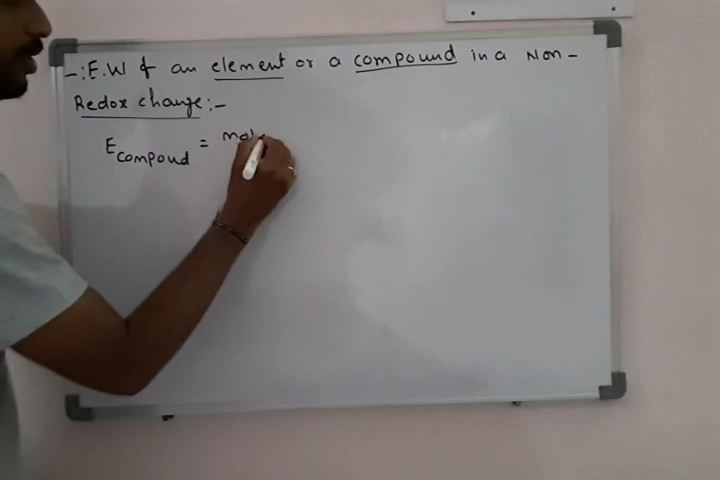 -: E.W of an element or a compound in a Non-
Redox change:-
E compound = mol